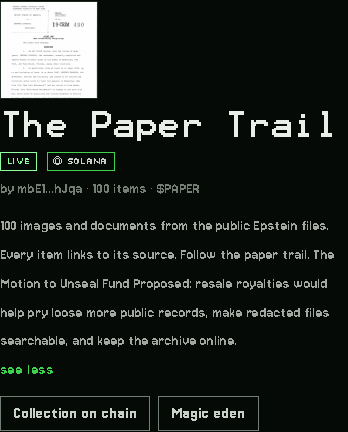 The Paper Trail
LIVE
SOLANA
by mbE1...hJqa · 100 items · $PAPER
100 images and documents from the public Epstein files.
Every item links to its source. Follow the paper trail. The
Motion to Unseal Fund Proposed: resale royalties would
help pry loose more public records, make redacted files
searchable, and keep the archive online.
see less
Collection on chain
Magic eden